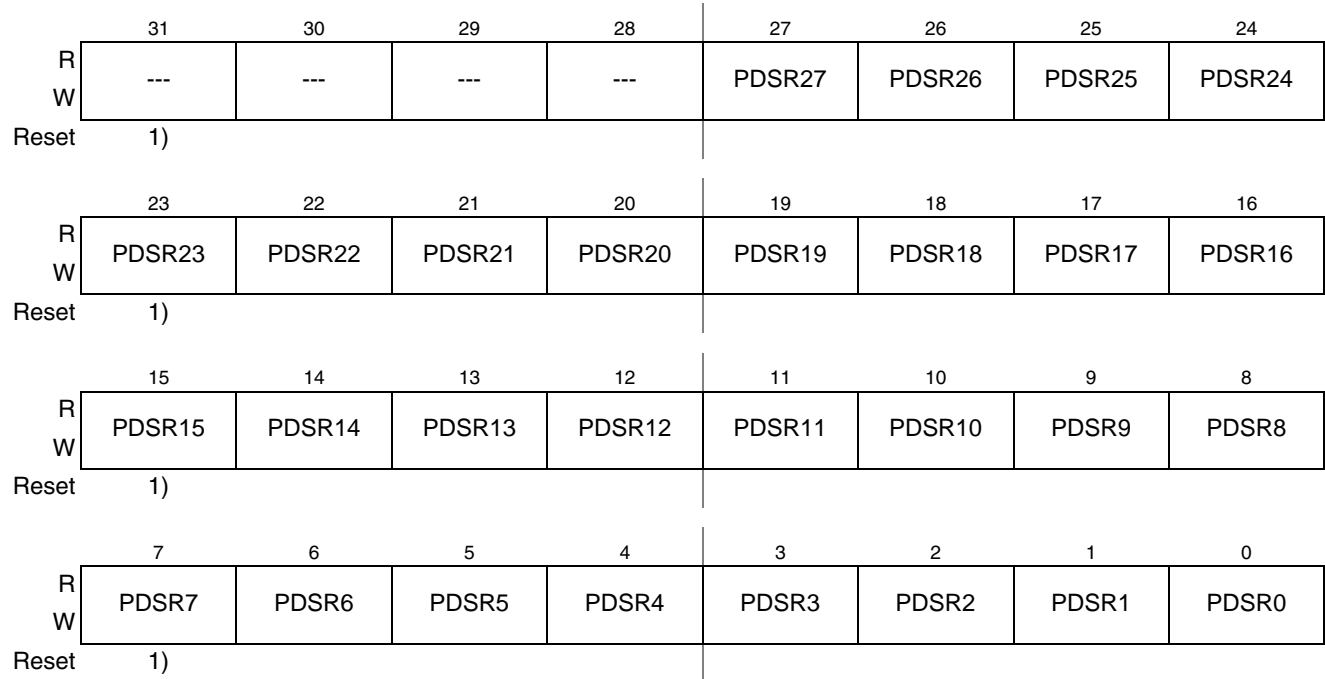 31 30 29 28 27 26 25 24
R
W
--- --- --- --- PDSR27 PDSR26 PDSR25 PDSR24
Reset 1)
23 22 21 20 19 18 17 16
R
W
PDSR23 PDSR22 PDSR21 PDSR20 PDSR19 PDSR18 PDSR17 PDSR16
Reset 1)
15 14 13 12 11 10 9 8
R
W
PDSR15 PDSR14 PDSR13 PDSR12 PDSR11 PDSR10 PDSR9 PDSR8
Reset 1)
7 6 5 4 3 2 1 0
R
W
PDSR7 PDSR6 PDSR5 PDSR4 PDSR3 PDSR2 PDSR1 PDSR0
Reset 1)